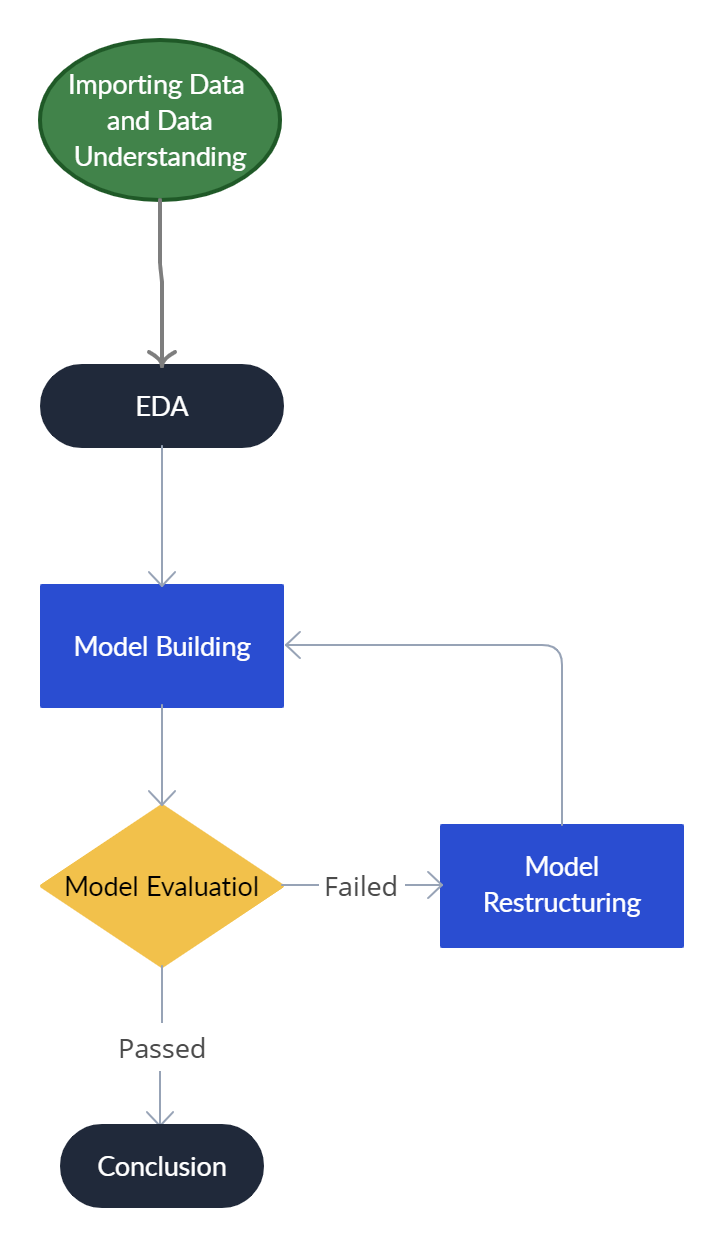 Importing Data
and Data
Understanding
EDA
Model Building
Model Evaluatiol
Failed
Model
Restructuring
Passed
Conclusion